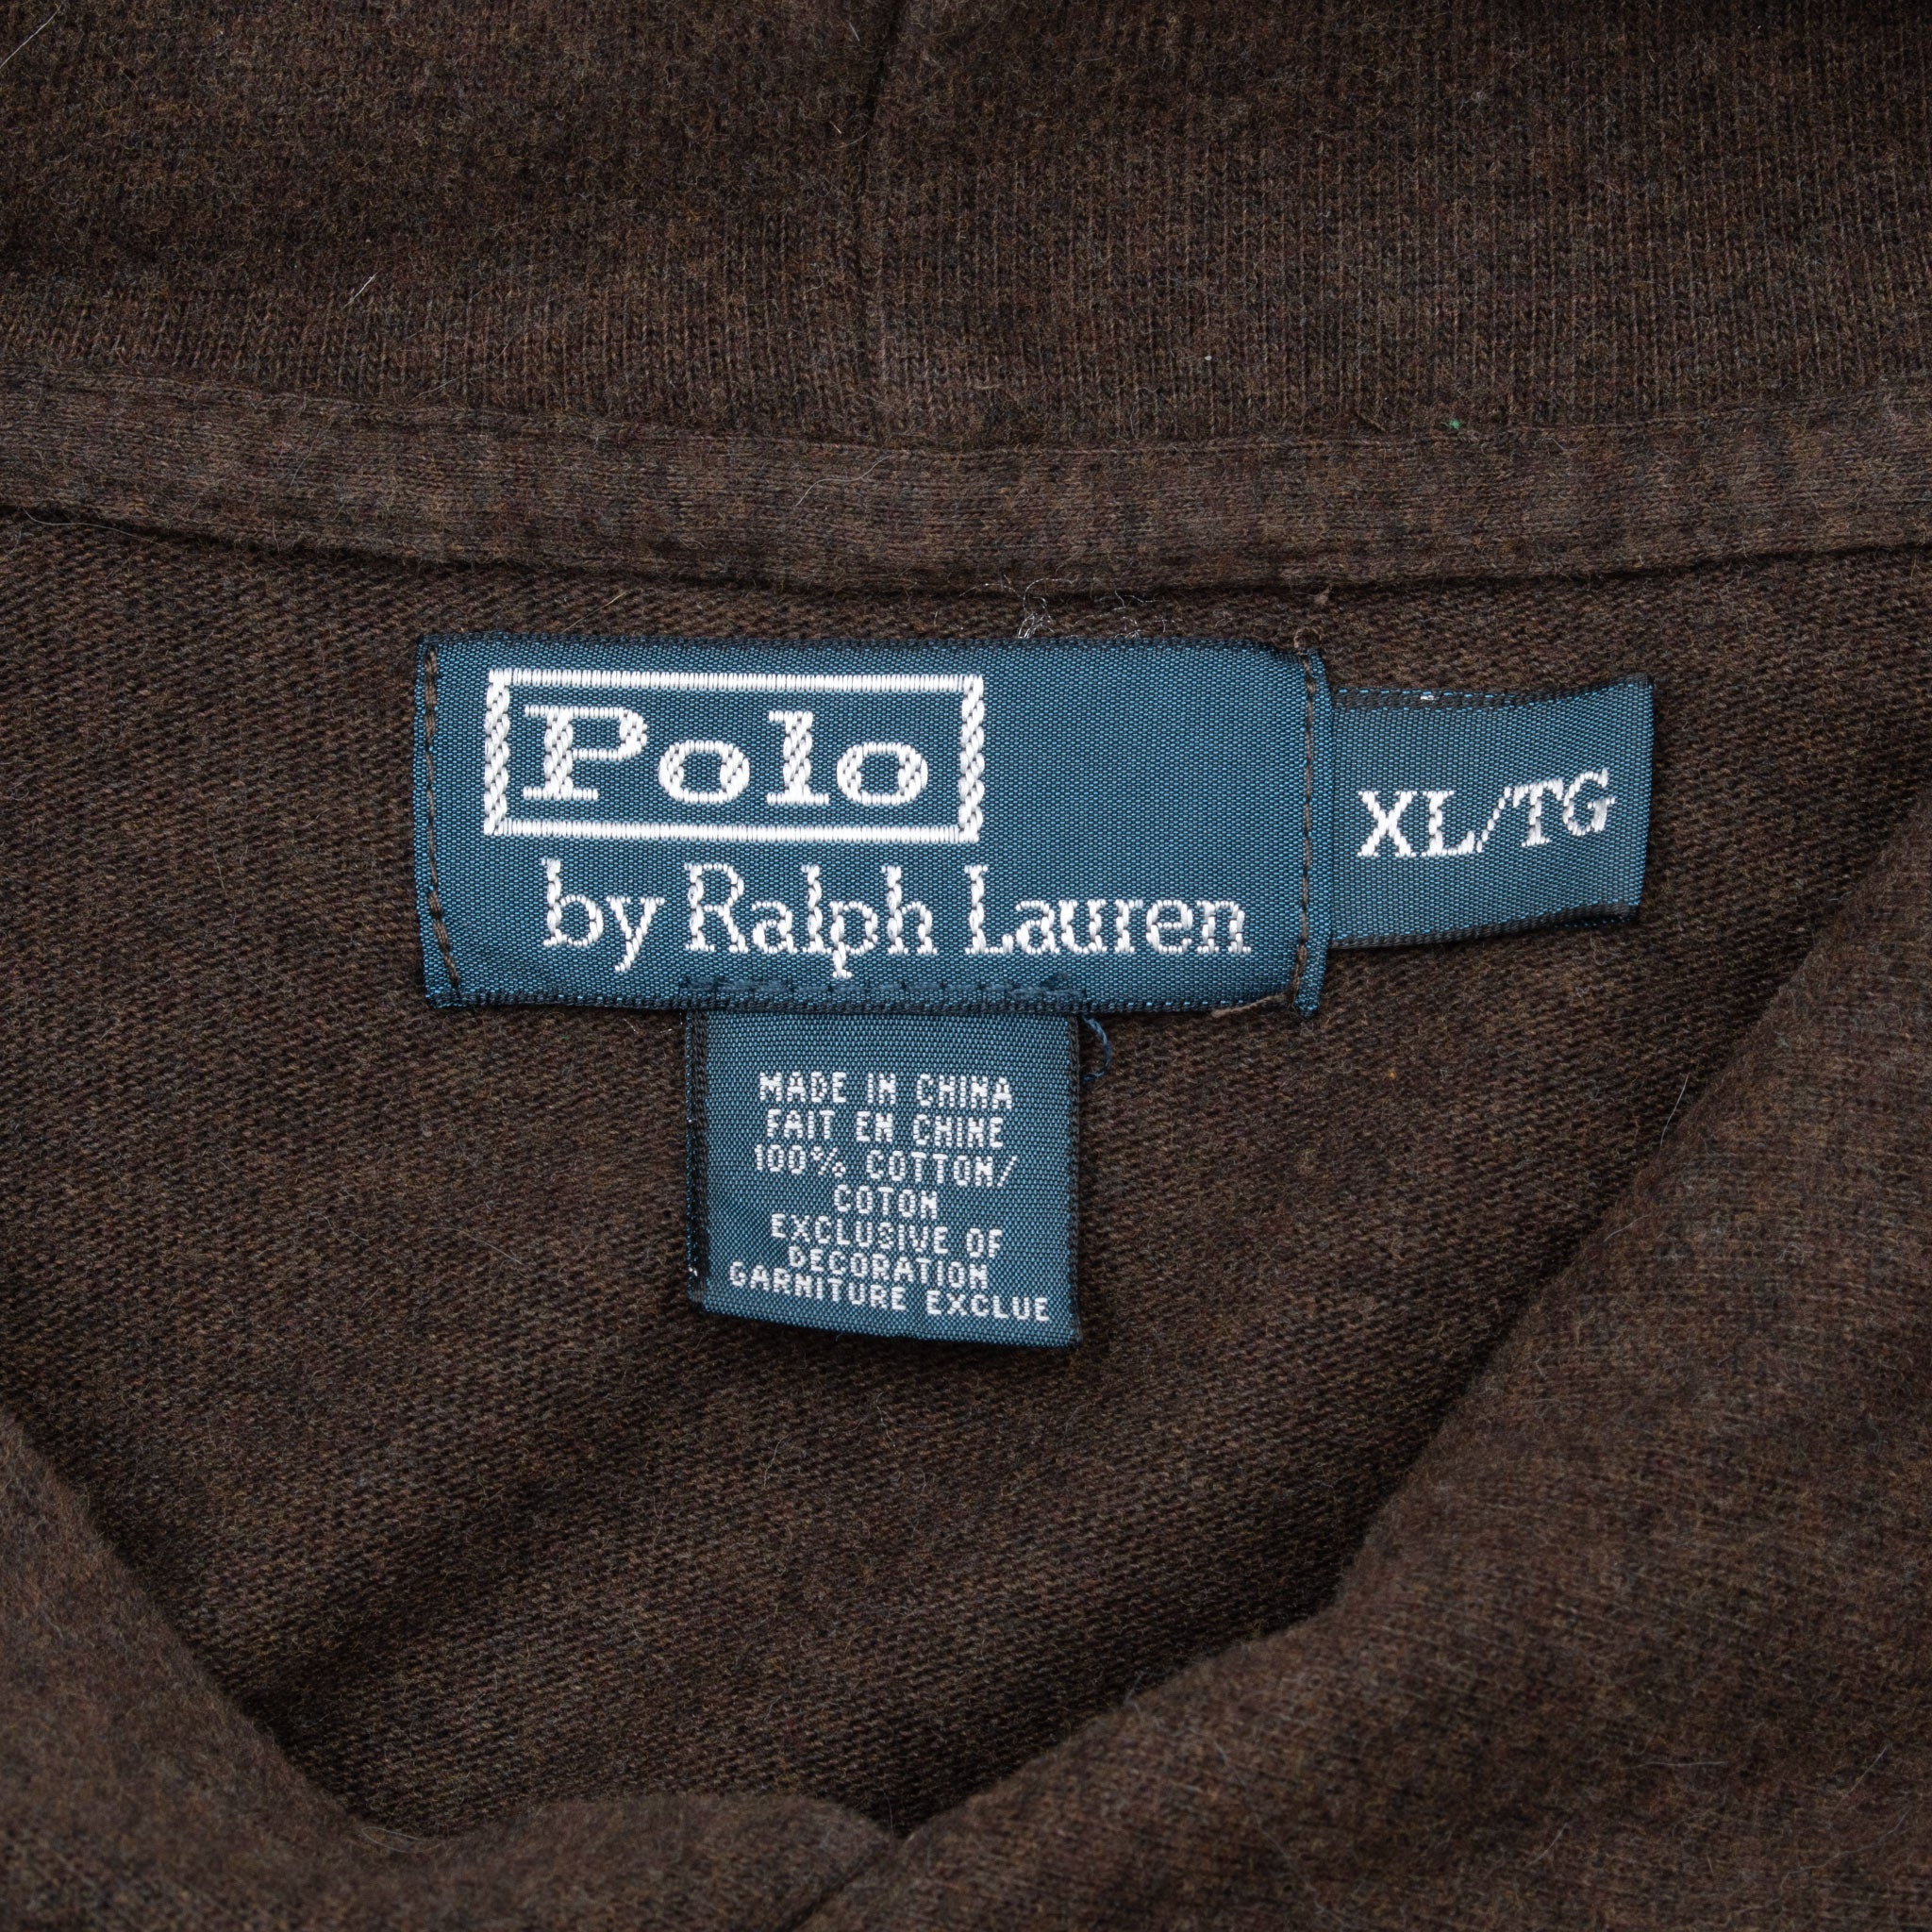 Polo
by Ralph Lauren
XL/TG
MADE IN CHINA
FAIT EN CHINE
100% COTTON/
COTON
EXCLUSIVE OF
DECORATION
GARNITURE EXCLUE